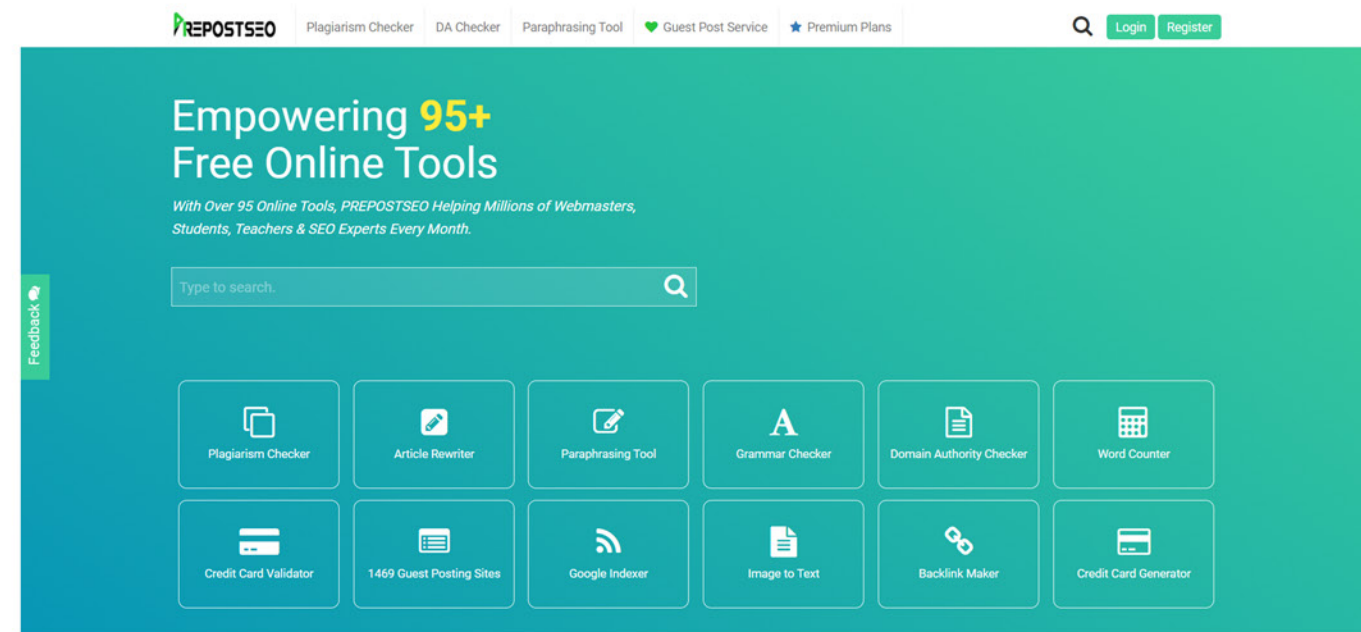 PREPOSTSEO
Plagiarism Checker
DA Checker
Paraphrasing Tool
Guest Post Service
Premium Plans
Login
Register
Empowering 95+
Free Online Tools
With Over 95 Online Tools, PREPOSTSEO Helping Millions of Webmasters,
Students, Teachers & SEO Experts Every Month.
Type to search.
Feedback
Plagiarism Checker
Article Rewriter
Paraphrasing Tool
Grammar Checker
Domain Authority Checker
Word Counter
Credit Card Validator
1469 Guest Posting Sites
Google Indexer
Image to Text
Backlink Maker
Credit Card Generator